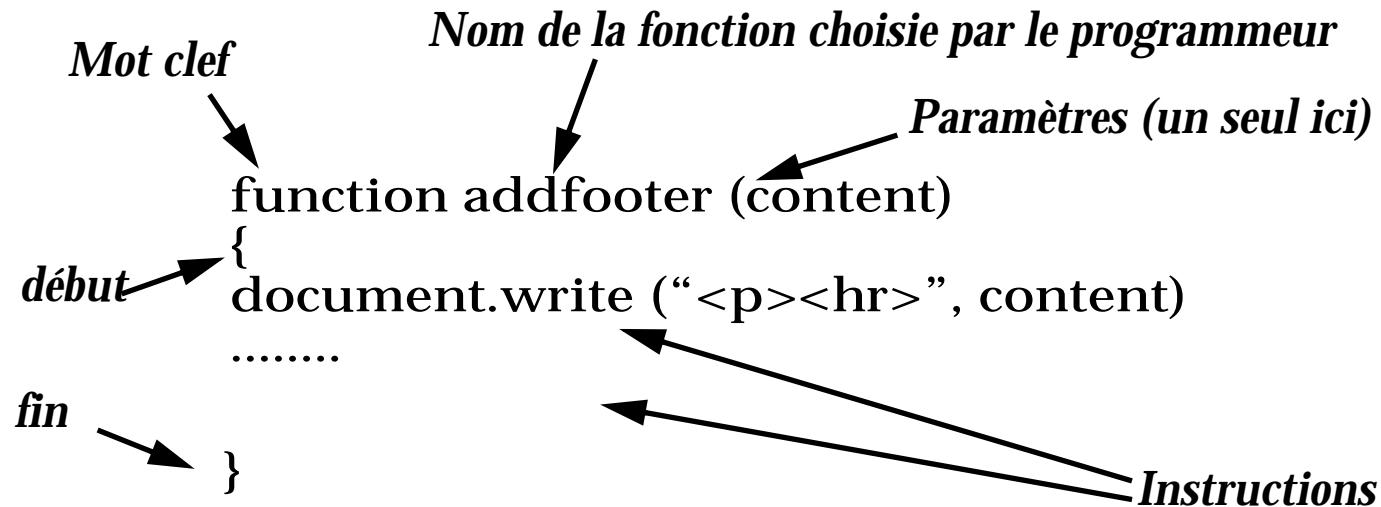 Nom de la fonction choisie par le programmeur
Mot clef
Paramètres (un seul ici)
function addfooter (content)
{
début
document.write (“<p><hr>”, content)
........
fin
}
Instructions